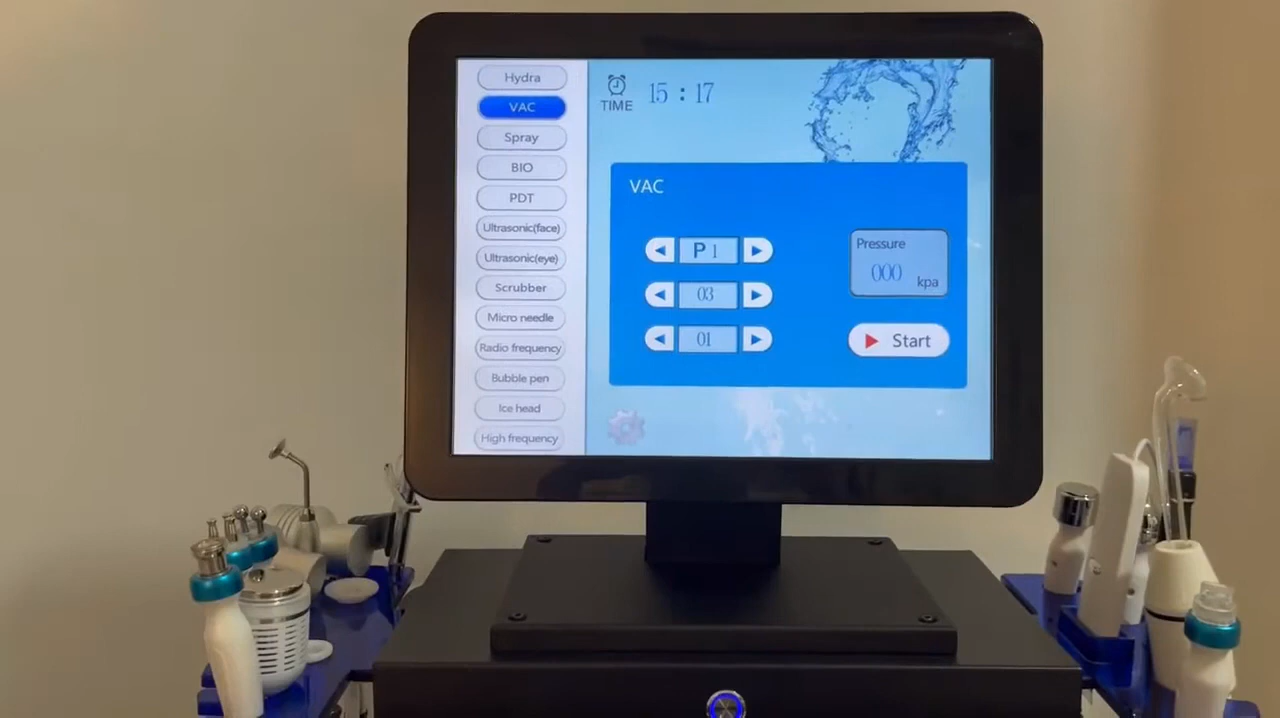 Hydra
VAC
Spray
BIO
PDT
Ultrasonic(face)
Ultrasonic(eye)
Scrubber
Micro needle
Radio frequency
Bubble pen
Ice head
High frequency
TIME 15 : 17
VAC
P 1
03
01
Pressure
000 kpa
Start